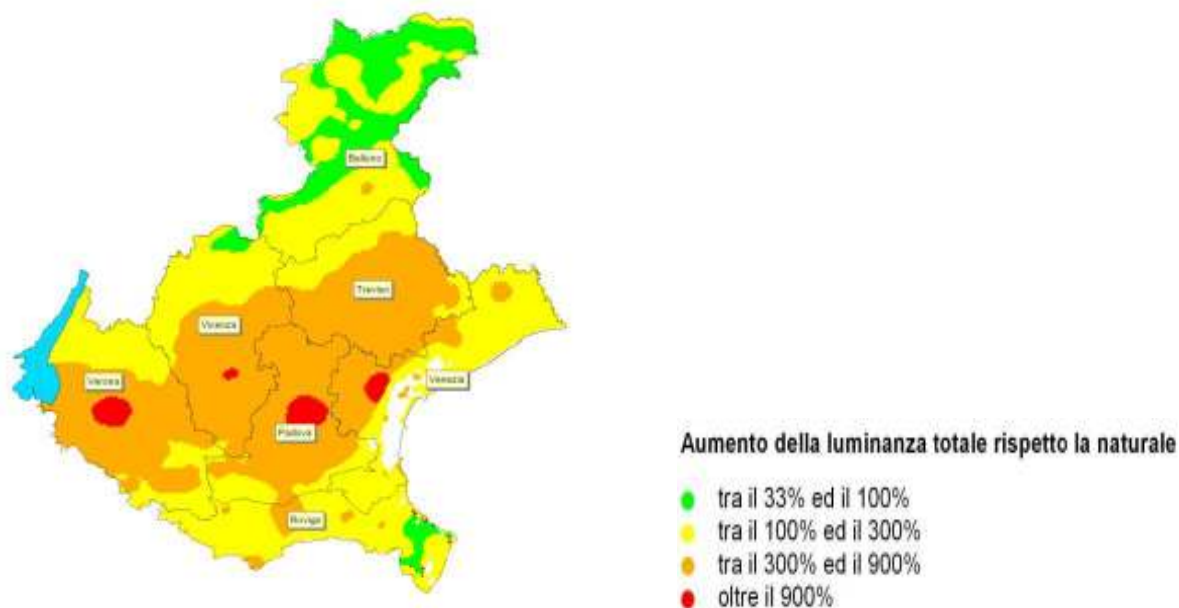 Belluno
Treviso
Vicenza
Verona
Venezia
Padova
Rovigo
Aumento della luminanza totale rispetto la naturale
tra il 33% ed il 100%
tra il 100% ed il 300%
tra il 300% ed il 900%
oltre il 900%